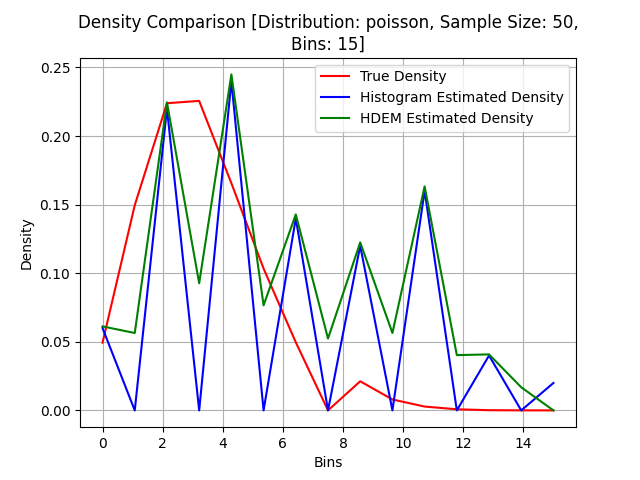 Density Comparison [Distribution: poisson, Sample Size: 50,
Bins: 15]
True Density
Histogram Estimated Density
HDEM Estimated Density
0.25
0.20
0.15
0.10
0.05
0.00
Density
0 2 4 6 8 10 12 14
Bins